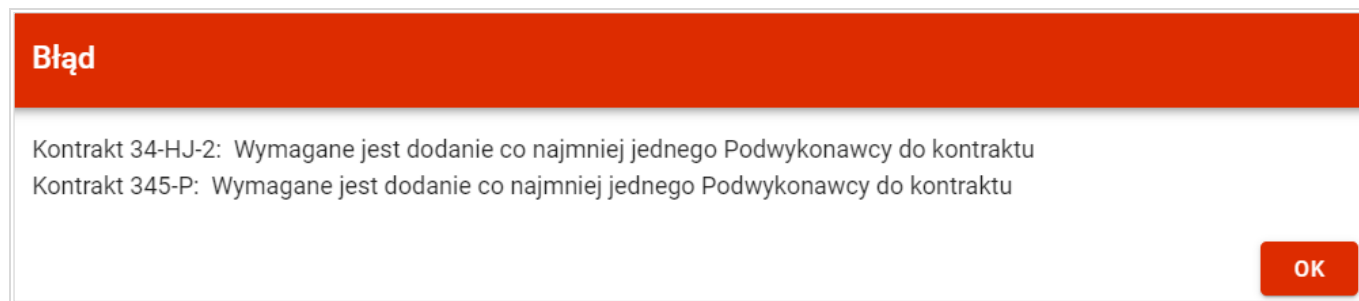 Błąd
Kontrakt 34-HJ-2:  Wymagane jest dodanie co najmniej jednego Podwykonawcy do kontraktu
Kontrakt 345-P:  Wymagane jest dodanie co najmniej jednego Podwykonawcy do kontraktu
OK